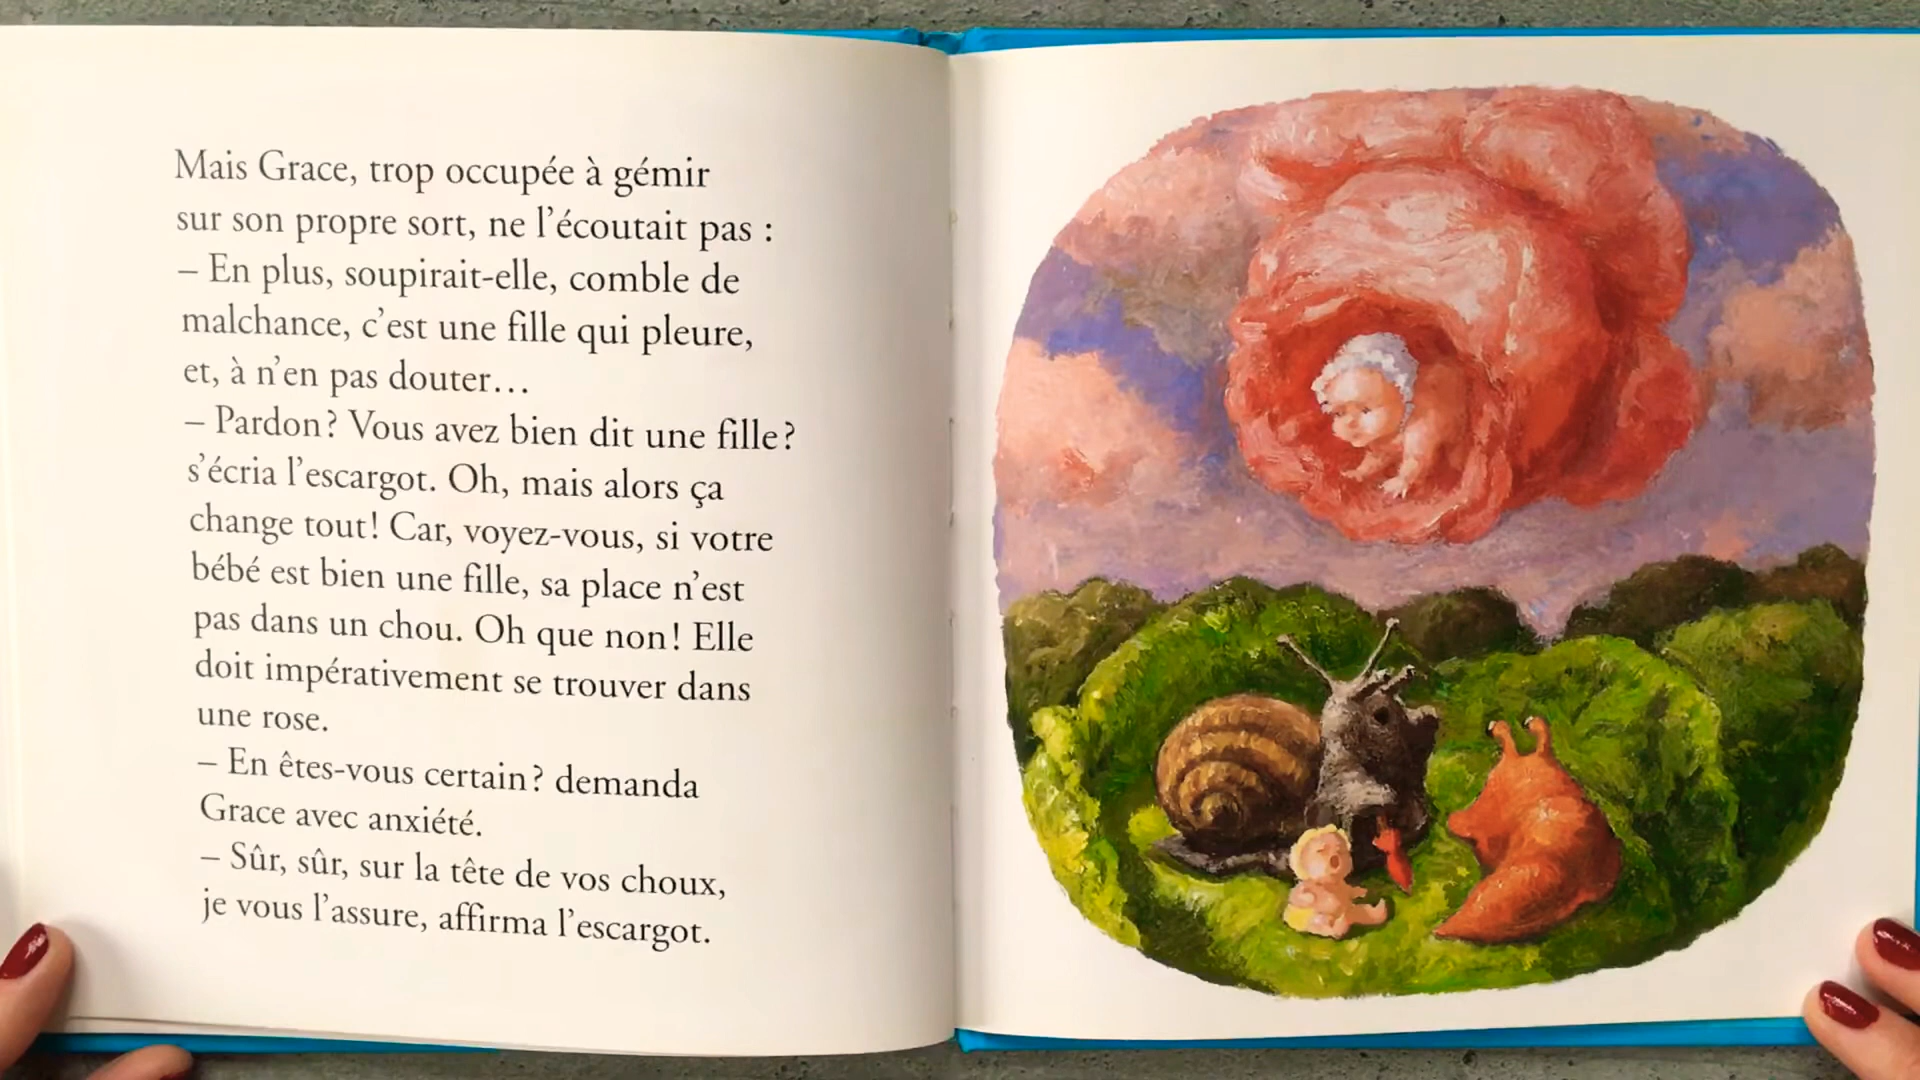 Mais Grace, trop occupée à gémir
sur son propre sort, ne l'écoutait pas :
– En plus, soupirait-elle, comble de
malchance, c'est une fille qui pleure,
et, à n'en pas douter…
– Pardon? Vous avez bien dit une fille?
s'écria l'escargot. Oh, mais alors ça
change tout! Car, voyez-vous, si votre
bébé est bien une fille, sa place n'est
pas dans un chou. Oh que non! Elle
doit impérativement se trouver dans
une rose.
– En êtes-vous certain? demanda
Grace avec anxiété.
– Sûr, sûr, sur la tête de vos choux,
je vous l'assure, affirma l'escargot.